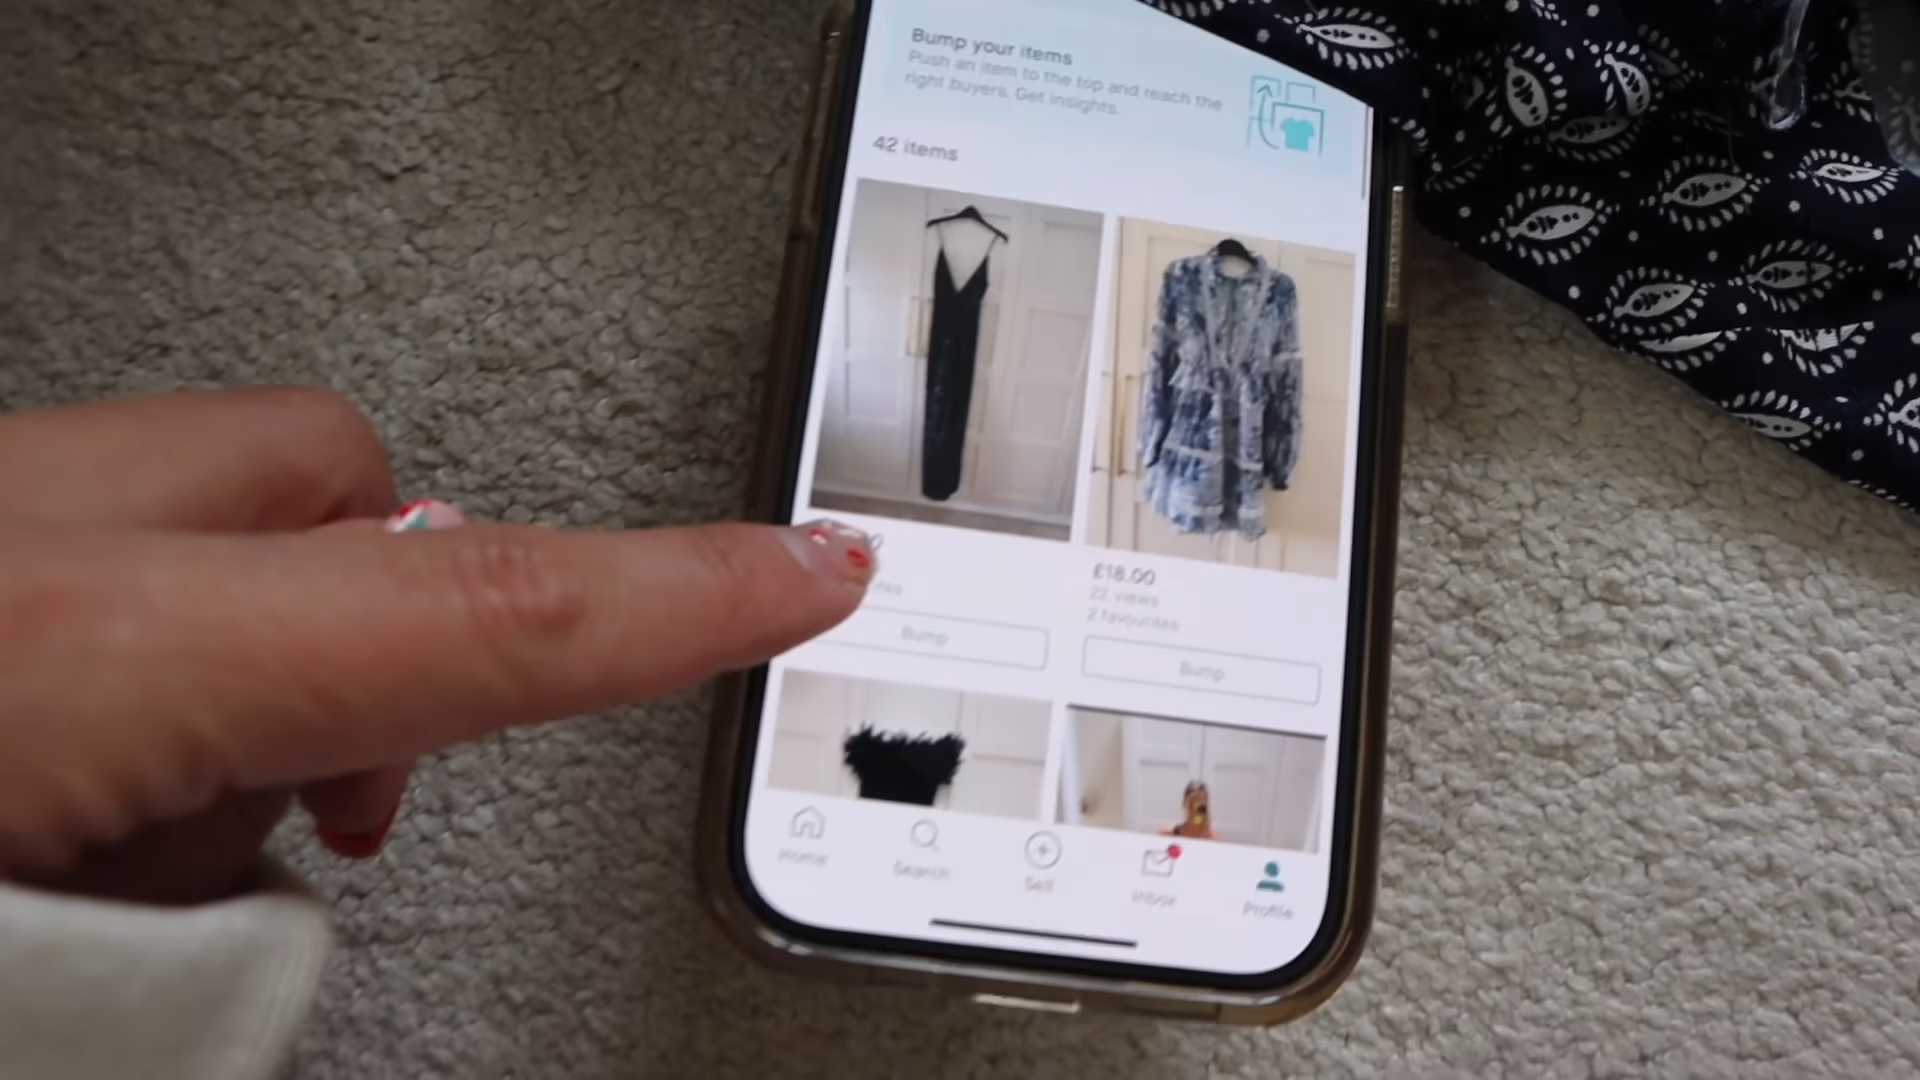 Bump your items
Push an item to the top and reach the
right buyers. Get insights.
42 items
£18.00
22 views
2 favourites
Bump
Bump
Home
Search
Sell
Inbox
Profile